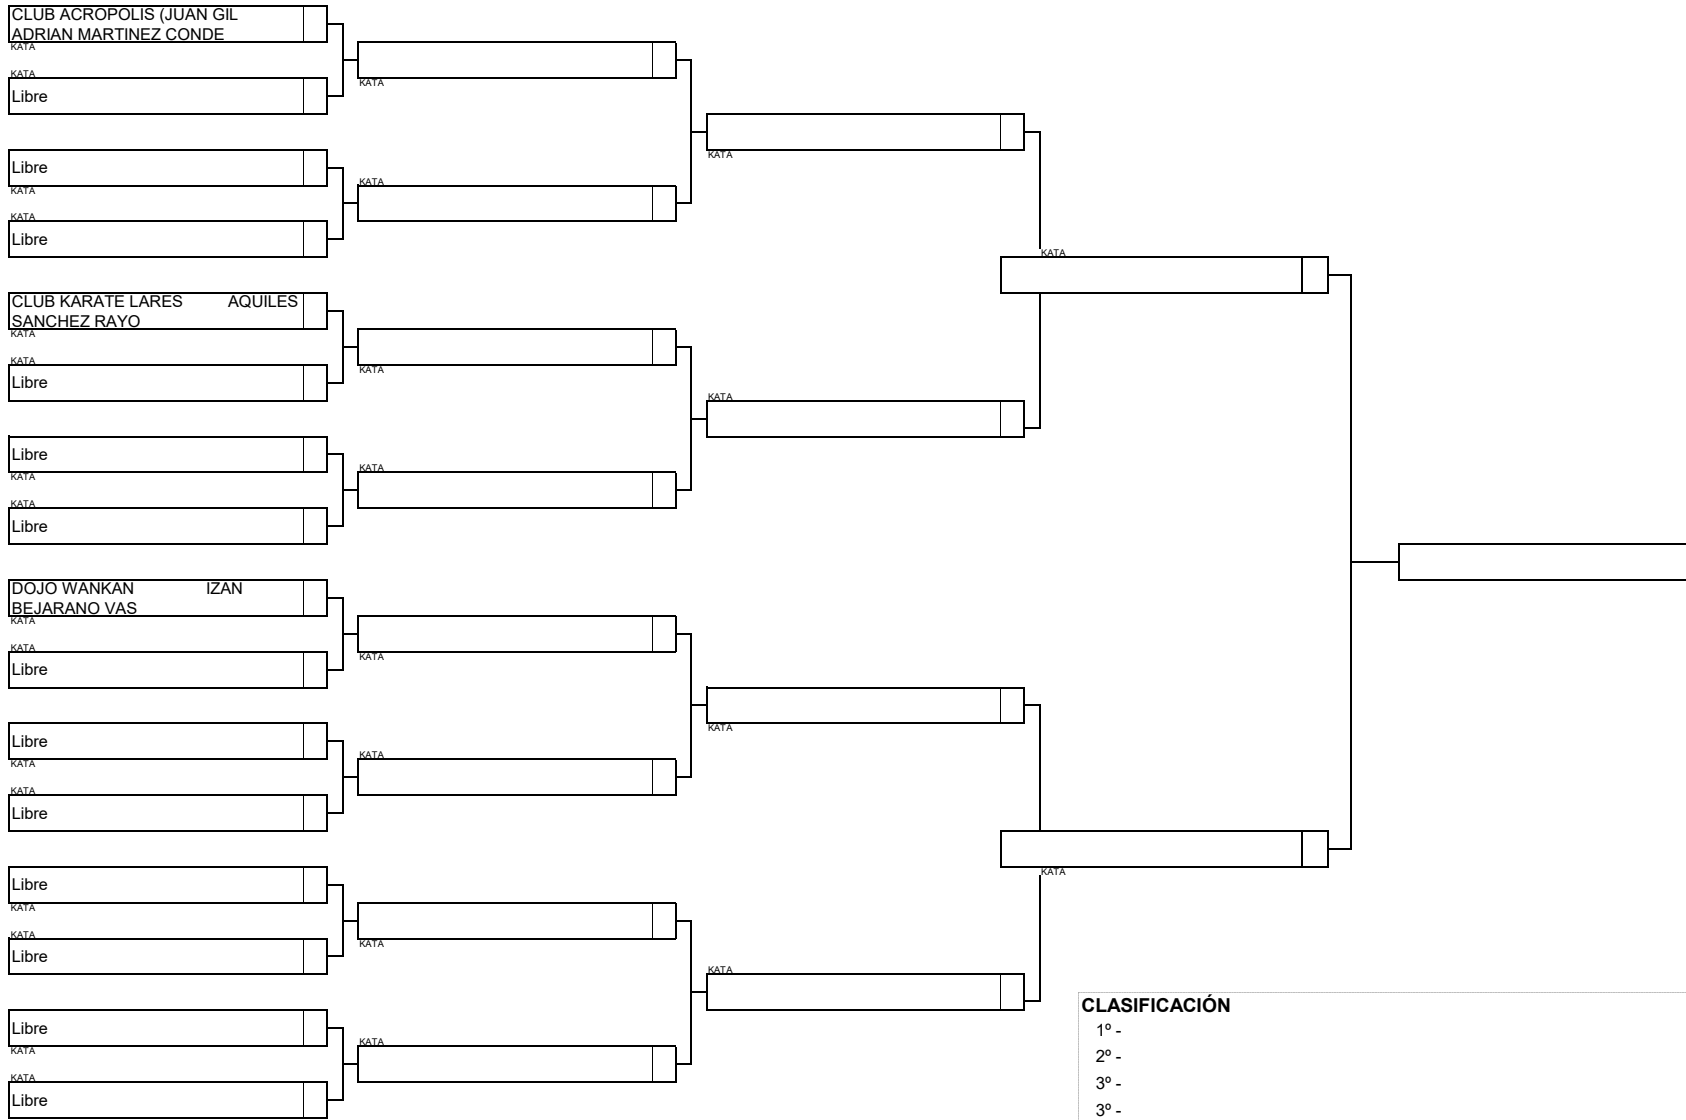 CLUB ACROPOLIS (JUAN GIL
ADRIAN MARTINEZ CONDE
KATA
KATA
Libre
Libre
KATA
KATA
Libre
CLUB KARATE LARES AQUILES
SANCHEZ RAYO
KATA
KATA
Libre
Libre
KATA
KATA
Libre
DOJO WANKAN IZAN
BEJARANO VAS
KATA
KATA
Libre
Libre
KATA
KATA
Libre
Libre
KATA
KATA
Libre
Libre
KATA
KATA
Libre
KATA
KATA
KATA
KATA
KATA
KATA
KATA
KATA
KATA
KATA
KATA
KATA
KATA
KATA
CLASIFICACIÓN
1º -
2º -
3º -
3º -